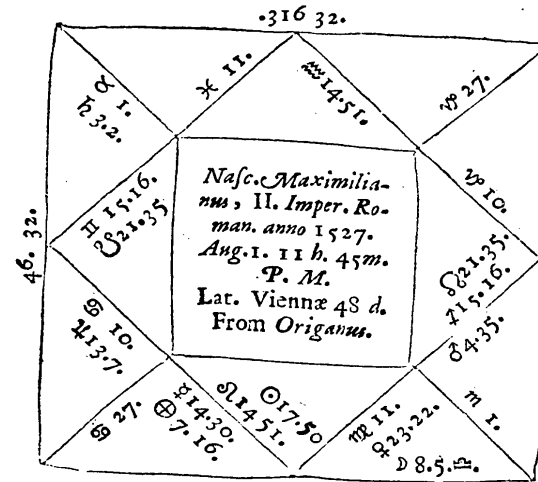 .316 32.
♓ 11.
♒ 14.51.
♑ 27.
♉ 1.
♄ 3.2.
♑ 10.
♊ 15.16.
☋ 21.35
46. 32.
Nasc. Maximilia-
nus, II. Imper. Ro-
man. anno 1527.
Aug. 1. 11 h. 45m.
P. M.
Lat. Viennæ 48 d.
From Origanus.
☊ 21.35.
♐ 15.16.
♂ 4.35.
♋ 10.
♃ 13.7.
♋ 27.
☿ 14.30.
⊕ 7.16.
☉ 17.50
♌ 14 51.
♍ 11.
♀ 23.22.
☽ 8.5.♎.
♏ 1.